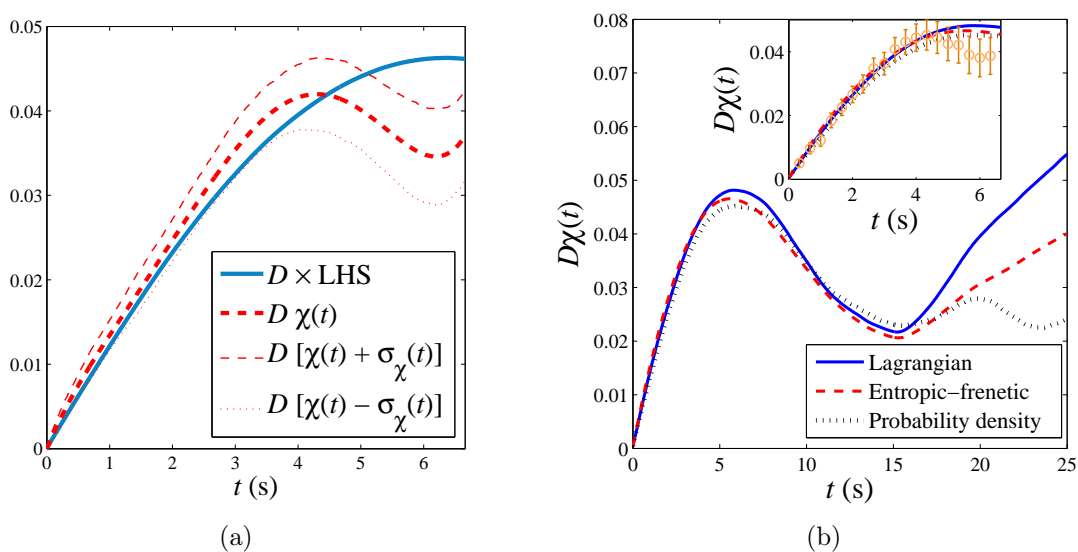 0.05
0.04
0.03
0.02
0.01
0
0 1 2 3 4 5 6
t (s)
D × LHS
D χ(t)
D [χ(t) + σχ(t)]
D [χ(t) − σχ(t)]
(a)
0.08
0.07
0.06
0.05
0.04
0.03
0.02
0.01
0
Dχ(t)
0 5 10 15 20 25
t (s)
0.04
0.02
0
Dχ(t)
0 2 4 6
t (s)
Lagrangian
Entropic−frenetic
Probability density
(b)